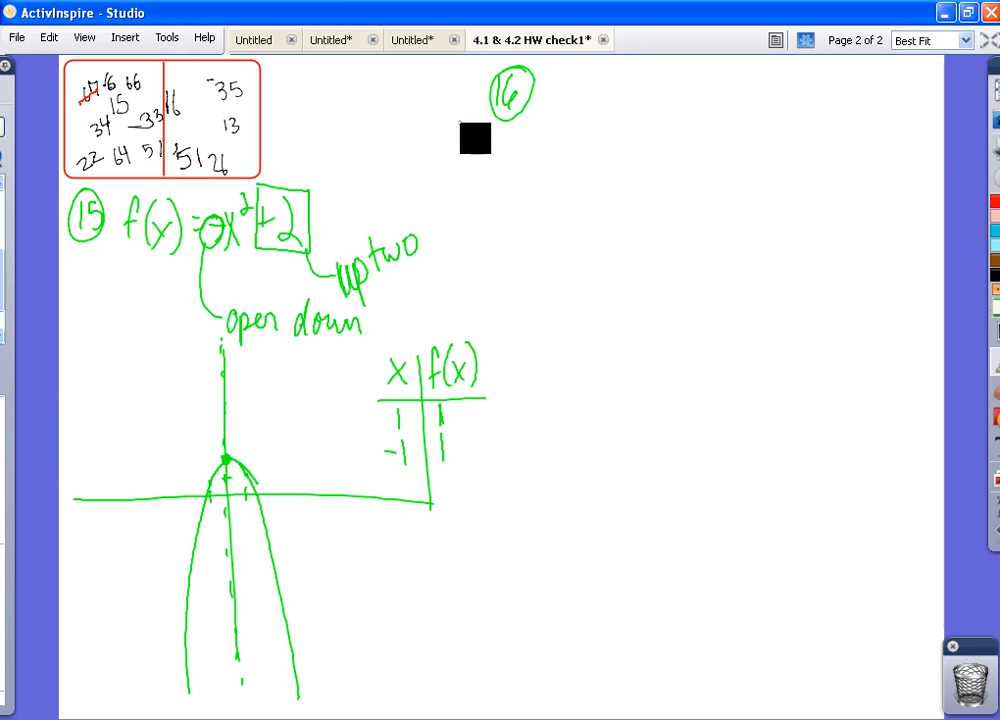 ActivInspire - Studio
File Edit View Insert Tools Help
Untitled Untitled* Untitled* 4.1 & 4.2 HW check1* Page 2 of 2 Best Fit
16 66 -35
15 16
34 -33 13
22 64 51 51 26
16
15 f(x) = -x² + 2
up two
open down
x f(x)
1 1
-1 1